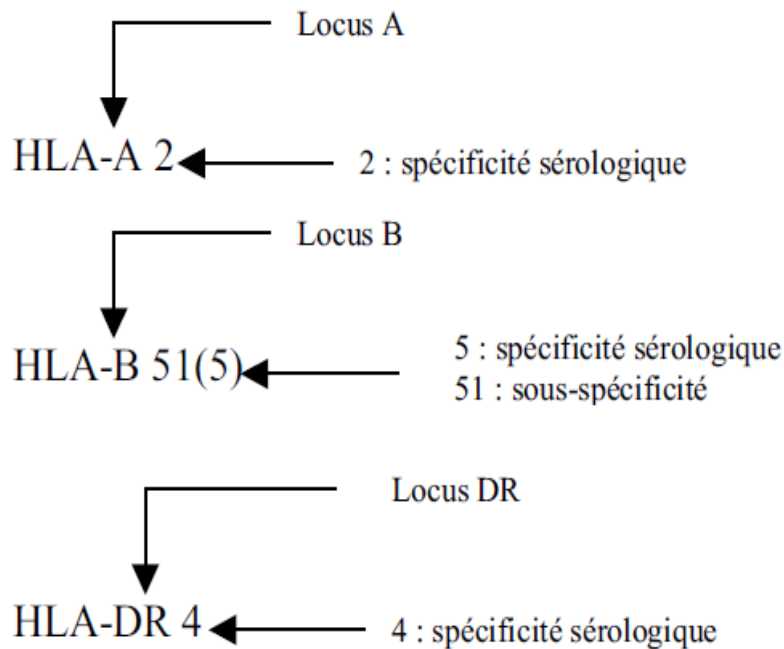 Locus A
HLA-A 2
2 : spécificité sérologique
Locus B
HLA-B 51(5)
5 : spécificité sérologique
51 : sous-spécificité
Locus DR
HLA-DR 4
4 : spécificité sérologique